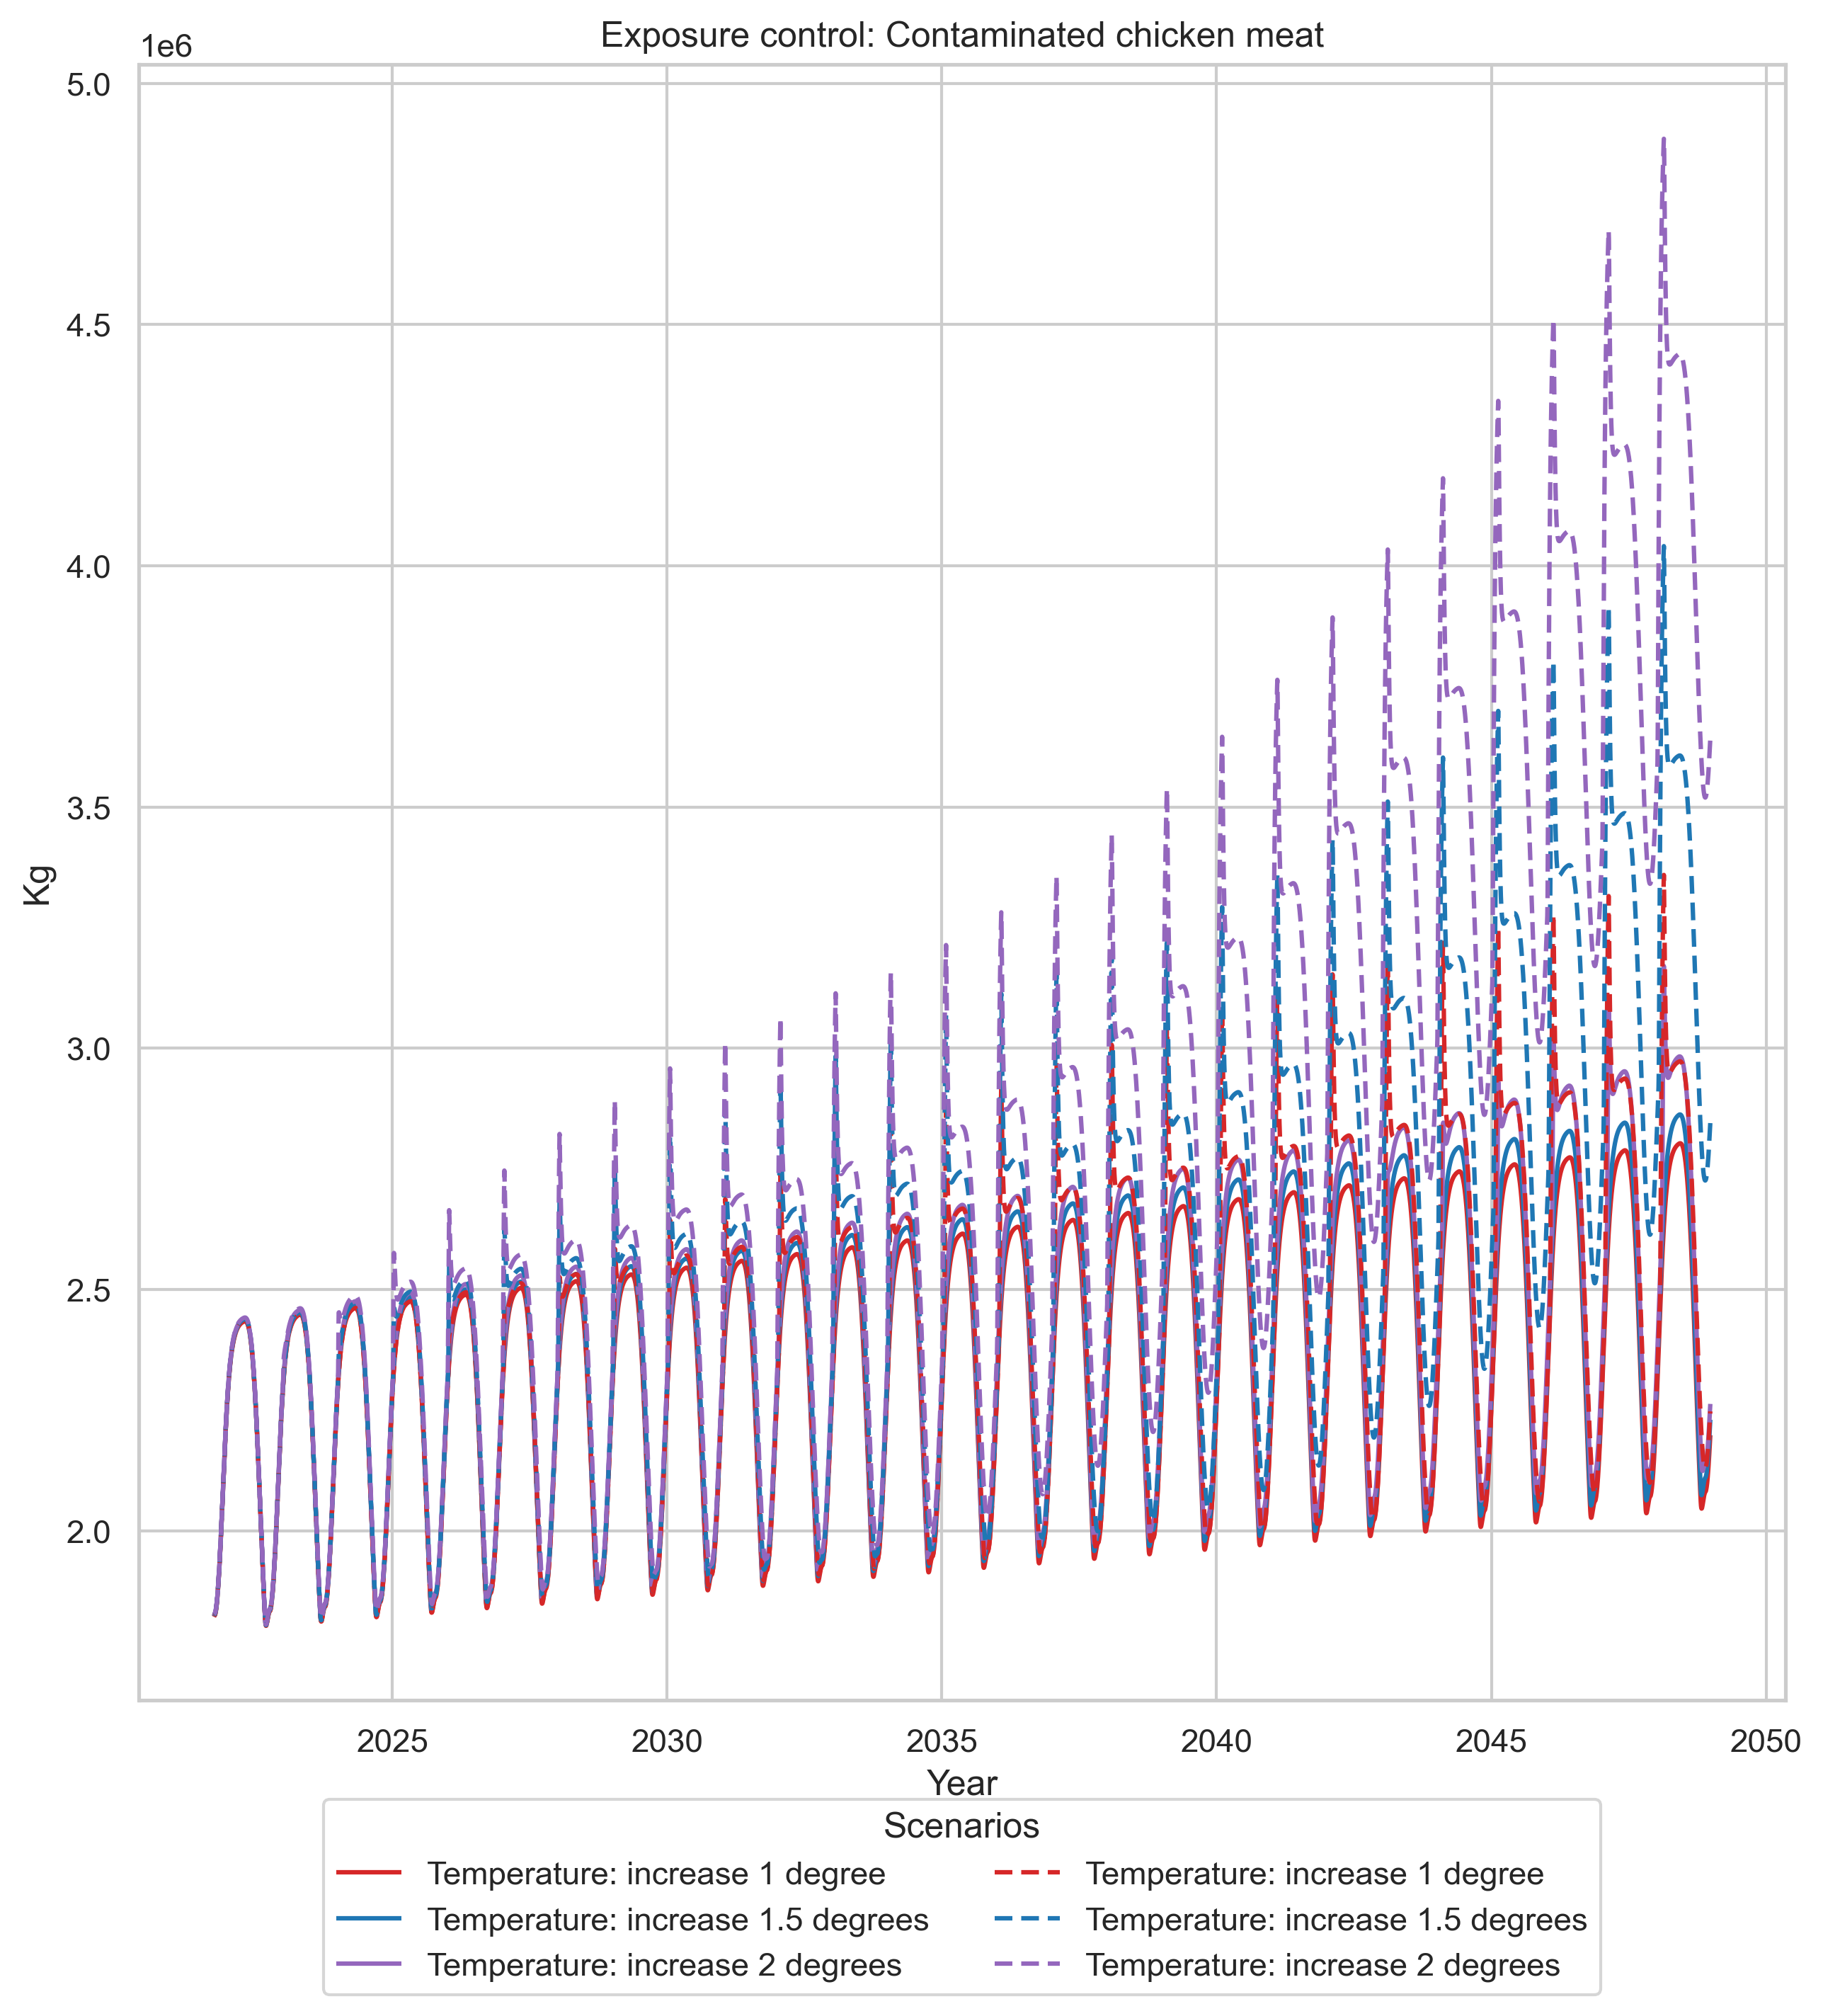 Exposure control: Contaminated chicken meat
1e6
5.0
4.5
4.0
3.5
3.0
2.5
2.0
Kg
2025 2030 2035 2040 2045 2050
Year
Scenarios
Temperature: increase 1 degree
Temperature: increase 1.5 degrees
Temperature: increase 2 degrees
Temperature: increase 1 degree
Temperature: increase 1.5 degrees
Temperature: increase 2 degrees